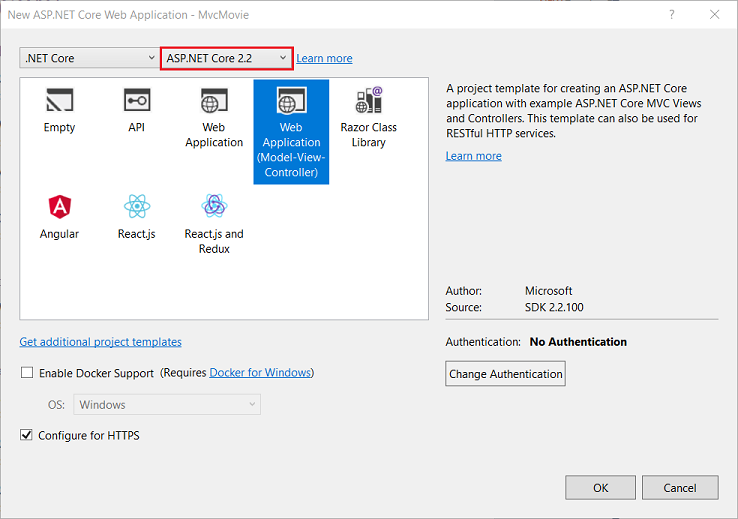 New ASP.NET Core Web Application - MvcMovie
?
.NET Core
ASP.NET Core 2.2
Learn more
Empty
API
Web
Application
Web
Application
(Model-View-
Controller)
Razor Class
Library
Angular
React.js
React.js and
Redux
A project template for creating an ASP.NET Core
application with example ASP.NET Core MVC Views
and Controllers. This template can also be used for
RESTful HTTP services.
Learn more
Author: Microsoft
Source: SDK 2.2.100
Get additional project templates
Authentication: No Authentication
Enable Docker Support (Requires Docker for Windows)
Change Authentication
OS: Windows
Configure for HTTPS
OK
Cancel